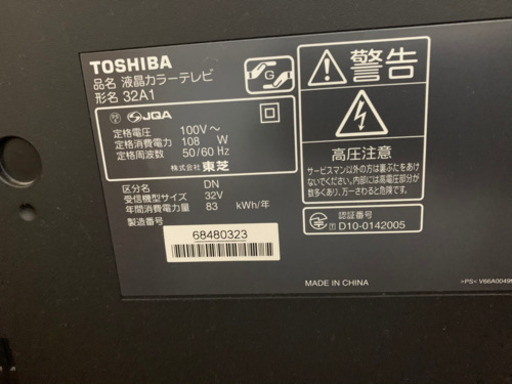 TOSHIBA
品名 液晶カラーテレビ
形名 32A1
G
JQA
定格電圧 100V～
定格消費電力 108 W
定格周波数 50/60 Hz
株式会社 東芝
区分名 DN
受信機型サイズ 32V
年間消費電力量 83 kWh/年
製造番号
68480323
警告
高圧注意
サービスマン以外の方は裏ぶたをあけ
ないでください。内部には高電圧部分が
数多くあり、万一さわると危険です。
認証番号
D10-0142005
MADE IN CHINA
>PS<